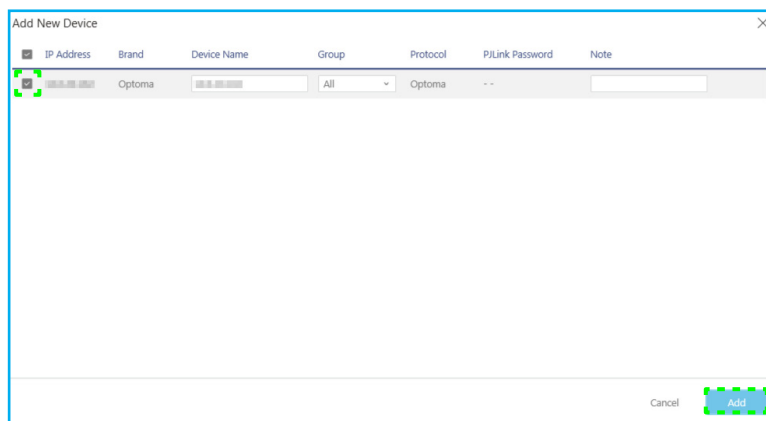 Add New Device
IP Address Brand Device Name Group Protocol PJLink Password Note
Optoma All Optoma - -
Cancel Add